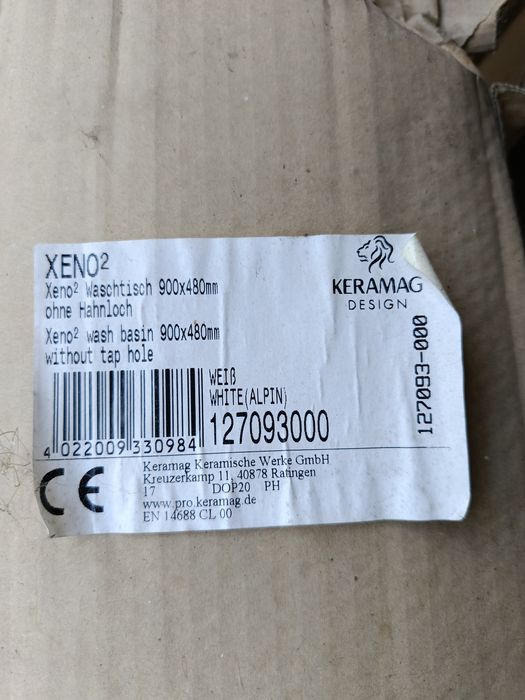 XENO²
Xeno² Waschtisch 900x480mm
ohne Hahnloch
Xeno² wash basin 900x480mm
without tap hole
KERAMAG
DESIGN
127093-000
WEIß
WHITE(ALPIN)
4 022009 330984
127093000
CE
Keramag Keramische Werke GmbH
Kreuzerkamp 11, 40878 Ratingen
17 DOP20 PH
www.pro.keramag.de
EN 14688 CL 00